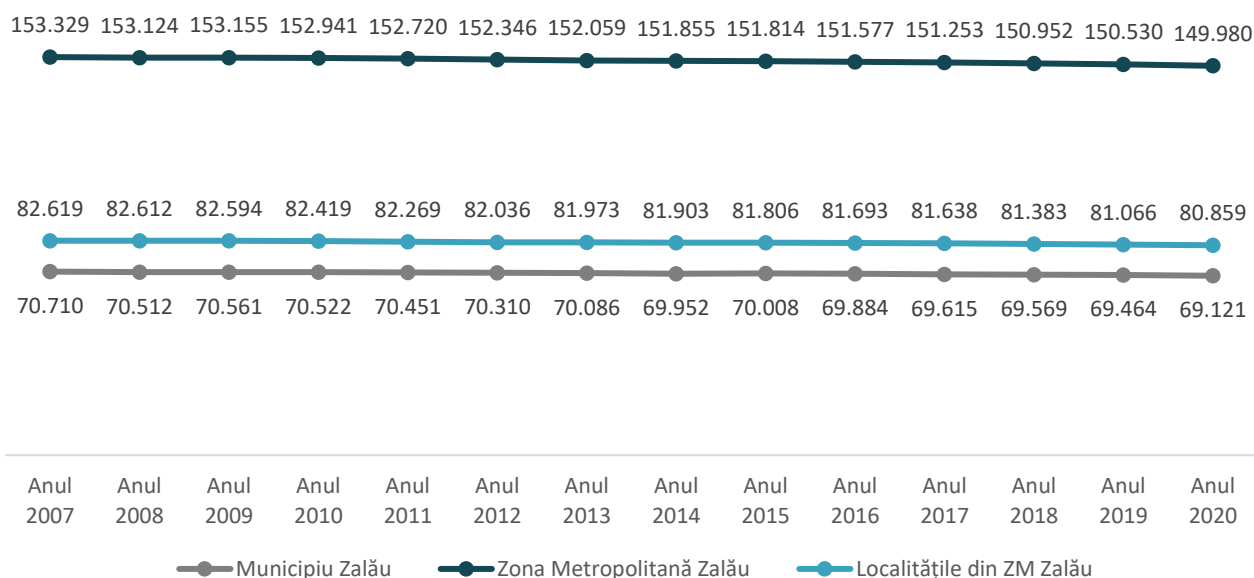 153.329 153.124 153.155 152.941 152.720 152.346 152.059 151.855 151.814 151.577 151.253 150.952 150.530 149.980
82.619 82.612 82.594 82.419 82.269 82.036 81.973 81.903 81.806 81.693 81.638 81.383 81.066 80.859
70.710 70.512 70.561 70.522 70.451 70.310 70.086 69.952 70.008 69.884 69.615 69.569 69.464 69.121
Anul Anul Anul Anul Anul Anul Anul Anul Anul Anul Anul Anul Anul Anul
2007 2008 2009 2010 2011 2012 2013 2014 2015 2016 2017 2018 2019 2020
Municipiu Zalău Zona Metropolitană Zalău Localitățile din ZM Zalău